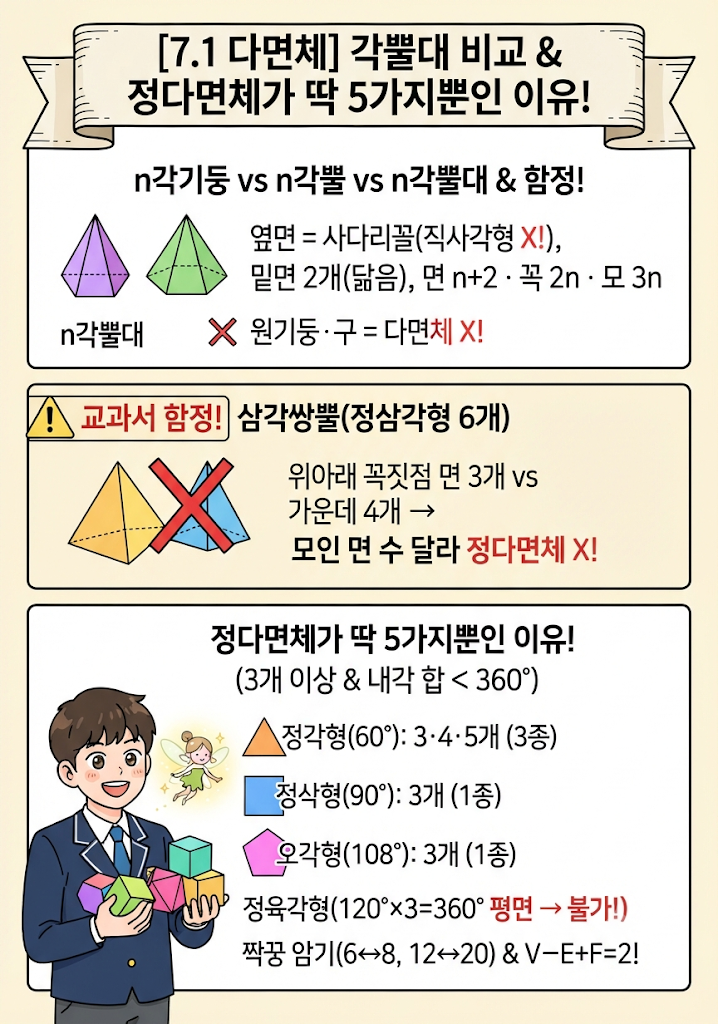 [7.1 다면체] 각뿔대 비교 &
정다면체가 딱 5가지뿐인 이유!
n각기둥 vs n각뿔 vs n각뿔대 & 함정!
옆면 = 사다리꼴(직사각형 X!),
밑면 2개(닮음), 면 n+2 · 꼭 2n · 모 3n
n각뿔대
원기둥·구 = 다면체 X!
교과서 함정! 삼각쌍뿔(정삼각형 6개)
위아래 꼭짓점 면 3개 vs
가운데 4개 →
모인 면 수 달라 정다면체 X!
정다면체가 딱 5가지뿐인 이유!
(3개 이상 & 내각 합 < 360°)
정각형(60°): 3·4·5개 (3종)
정삭형(90°): 3개 (1종)
오각형(108°): 3개 (1종)
정육각형(120°×3=360° 평면 → 불가!)
짝꿍 암기(6↔8, 12↔20) & V−E+F=2!